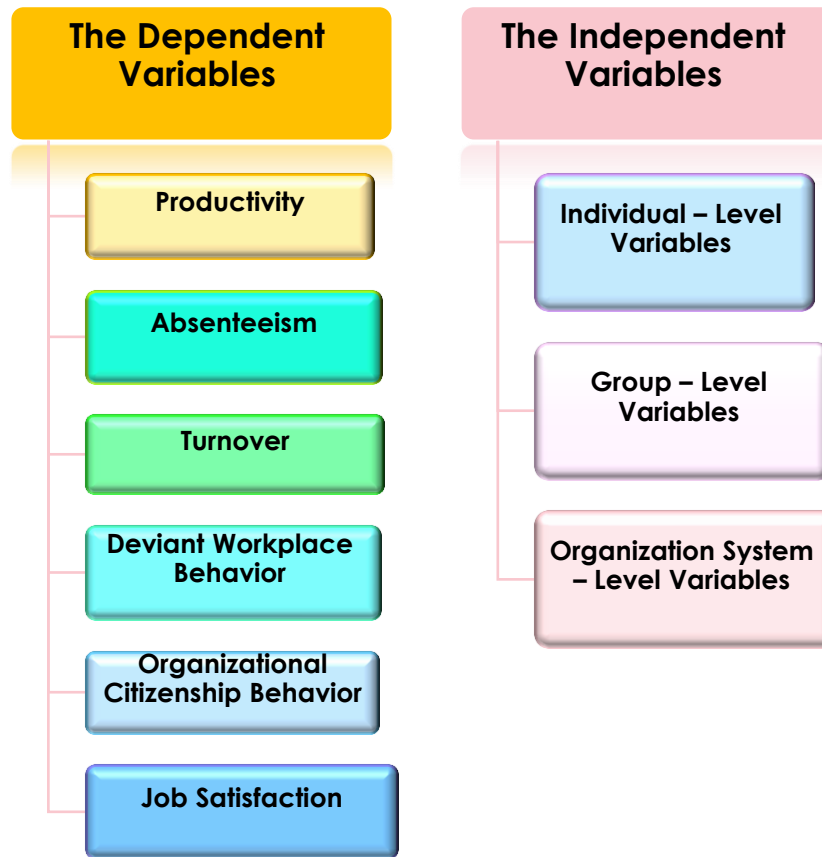 The Dependent
Variables
Productivity
Absenteeism
Turnover
Deviant Workplace
Behavior
Organizational
Citizenship Behavior
Job Satisfaction
The Independent
Variables
Individual – Level
Variables
Group – Level
Variables
Organization System
– Level Variables